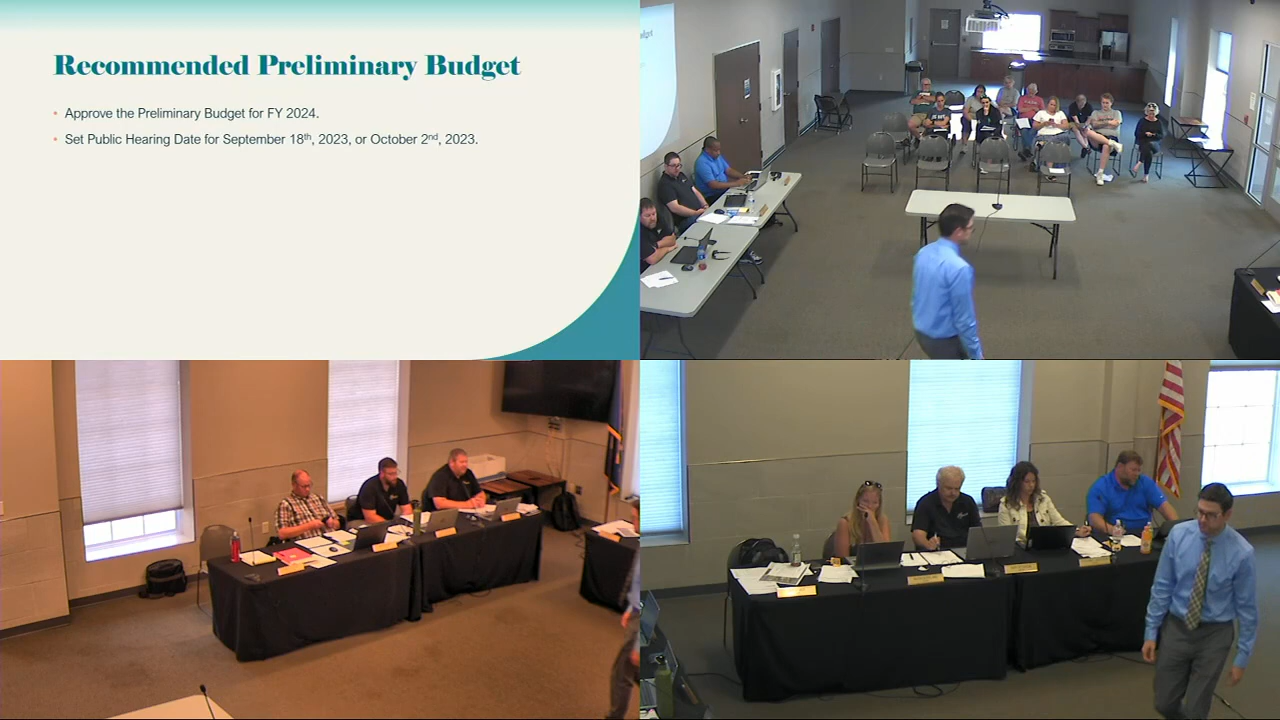 Recommended Preliminary Budget
Approve the Preliminary Budget for FY 2024.
Set Public Hearing Date for September 18th, 2023, or October 2nd, 2023.